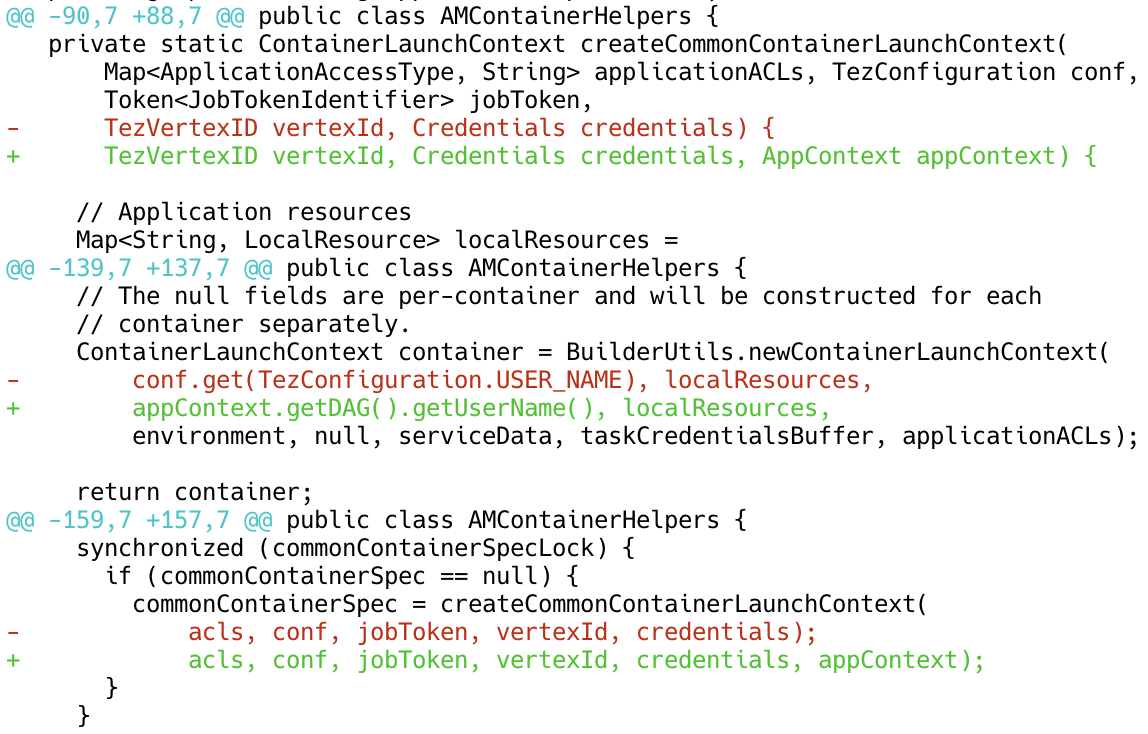 @@ -90,7 +88,7 @@ public class AMContainerHelpers {
   private static ContainerLaunchContext createCommonContainerLaunchContext(
       Map<ApplicationAccessType, String> applicationACLs, TezConfiguration conf,
       Token<JobTokenIdentifier> jobToken,
-      TezVertexID vertexId, Credentials credentials) {
+      TezVertexID vertexId, Credentials credentials, AppContext appContext) {
     // Application resources
     Map<String, LocalResource> localResources =
@@ -139,7 +137,7 @@ public class AMContainerHelpers {
     // The null fields are per-container and will be constructed for each
     // container separately.
     ContainerLaunchContext container = BuilderUtils.newContainerLaunchContext(
-        conf.get(TezConfiguration.USER_NAME), localResources,
+        appContext.getDAG().getUserName(), localResources,
         environment, null, serviceData, taskCredentialsBuffer, applicationACLs);
     return container;
@@ -159,7 +157,7 @@ public class AMContainerHelpers {
     synchronized (commonContainerSpecLock) {
       if (commonContainerSpec == null) {
         commonContainerSpec = createCommonContainerLaunchContext(
-            acls, conf, jobToken, vertexId, credentials);
+            acls, conf, jobToken, vertexId, credentials, appContext);
       }
     }